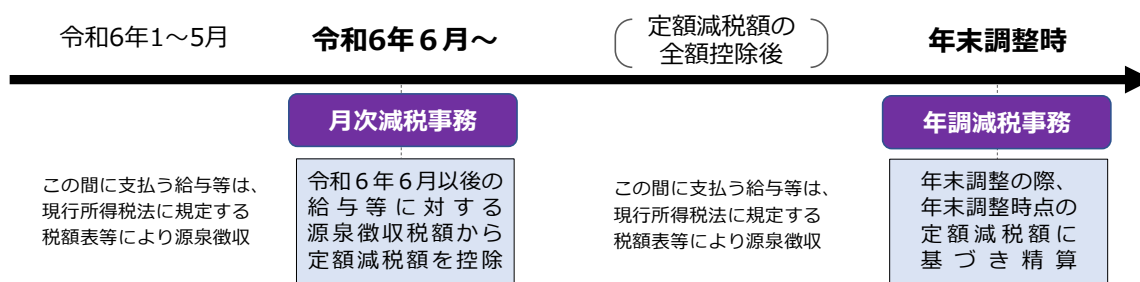 令和6年1～5月
令和6年６月～
定額減税額の
全額控除後
年末調整時
月次減税事務
年調減税事務
この間に支払う給与等は、
現行所得税法に規定する
税額表等により源泉徴収
令和６年６月以後の
給与等に対する
源泉徴収税額から
定額減税額を控除
この間に支払う給与等は、
現行所得税法に規定する
税額表等により源泉徴収
年末調整の際、
年末調整時点の
定額減税額に
基づき精算